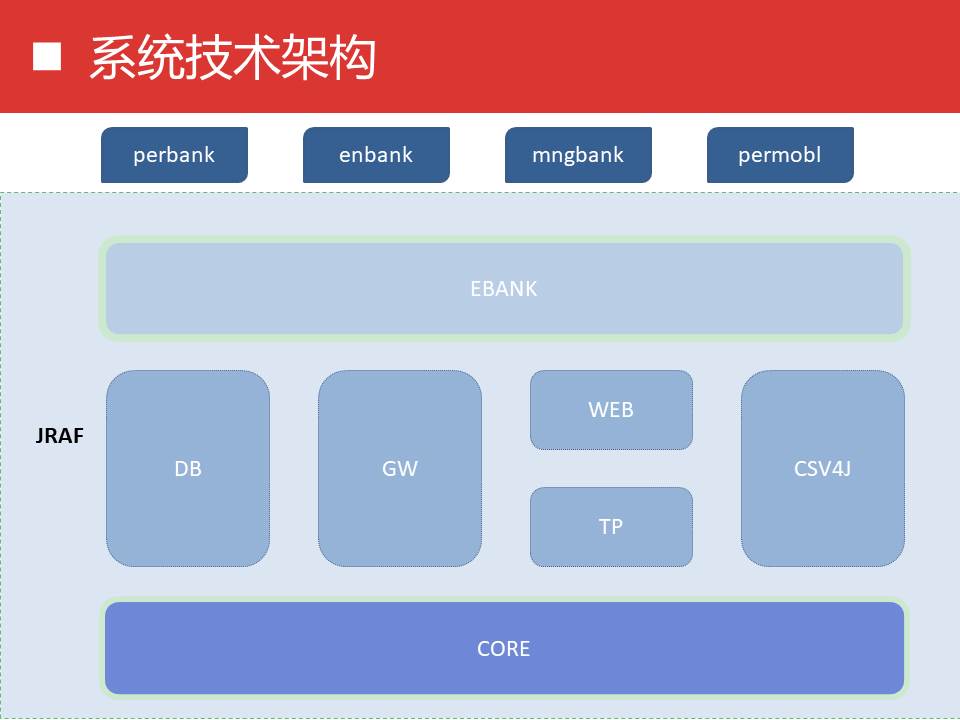 系统技术架构
perbank
enbank
mngbank
permobl
EBANK
JRAF
DB
GW
WEB
TP
CSV4J
CORE